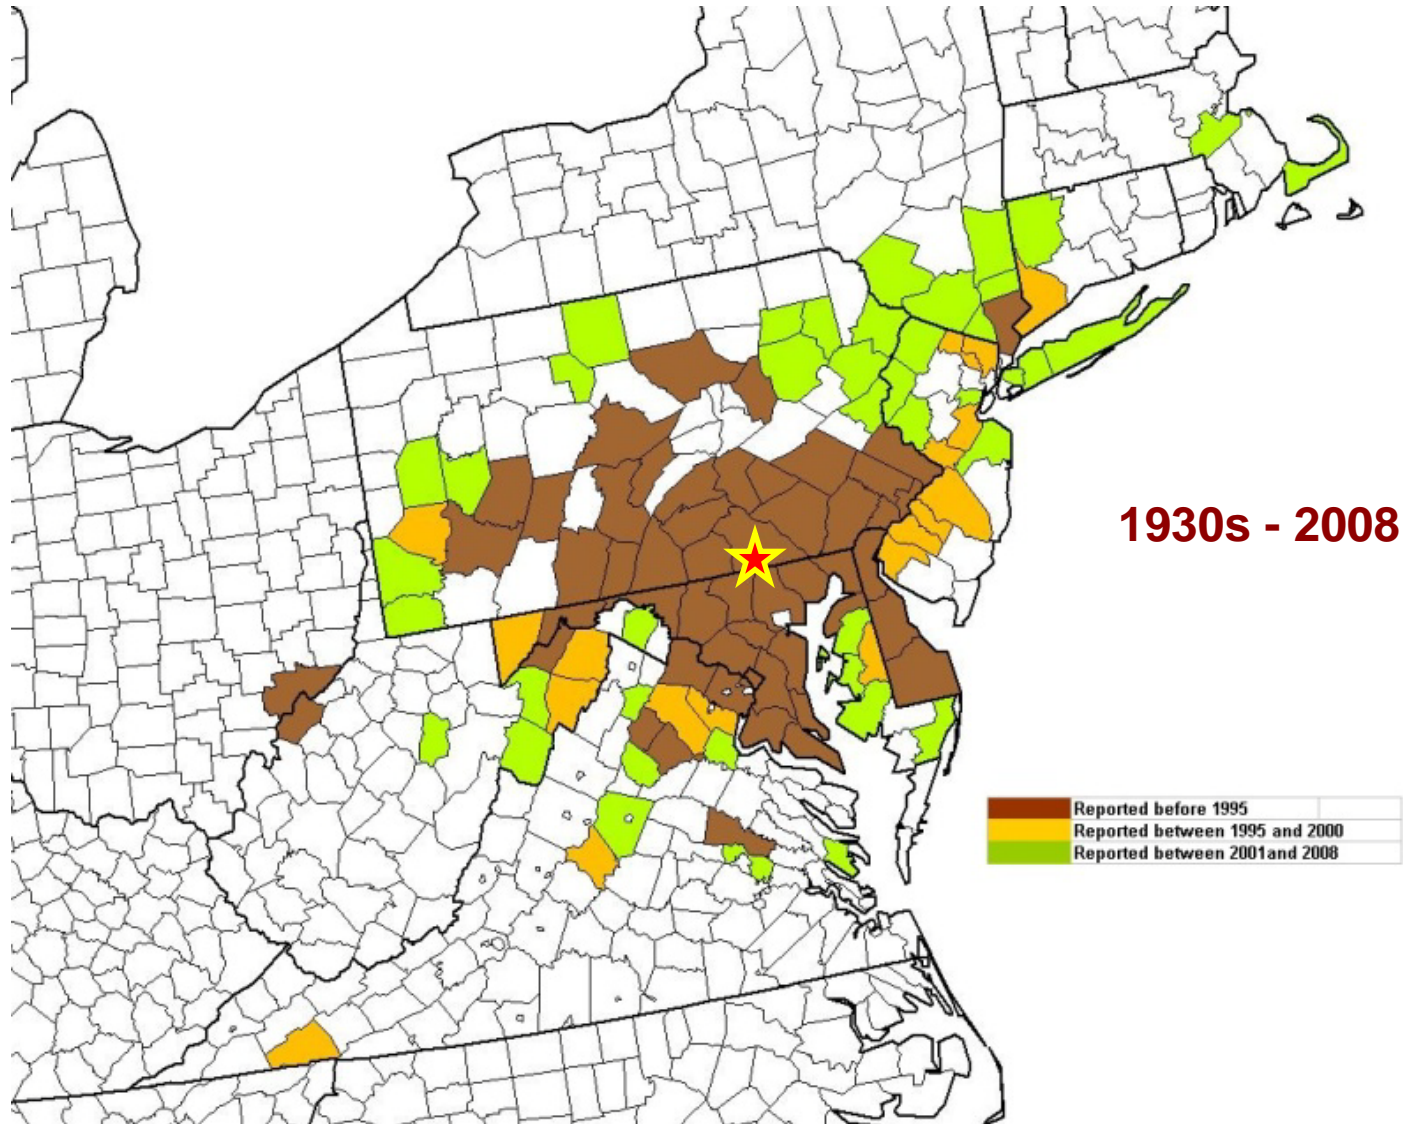 1930s - 2008
Reported before 1995
Reported between 1995 and 2000
Reported between 2001and 2008